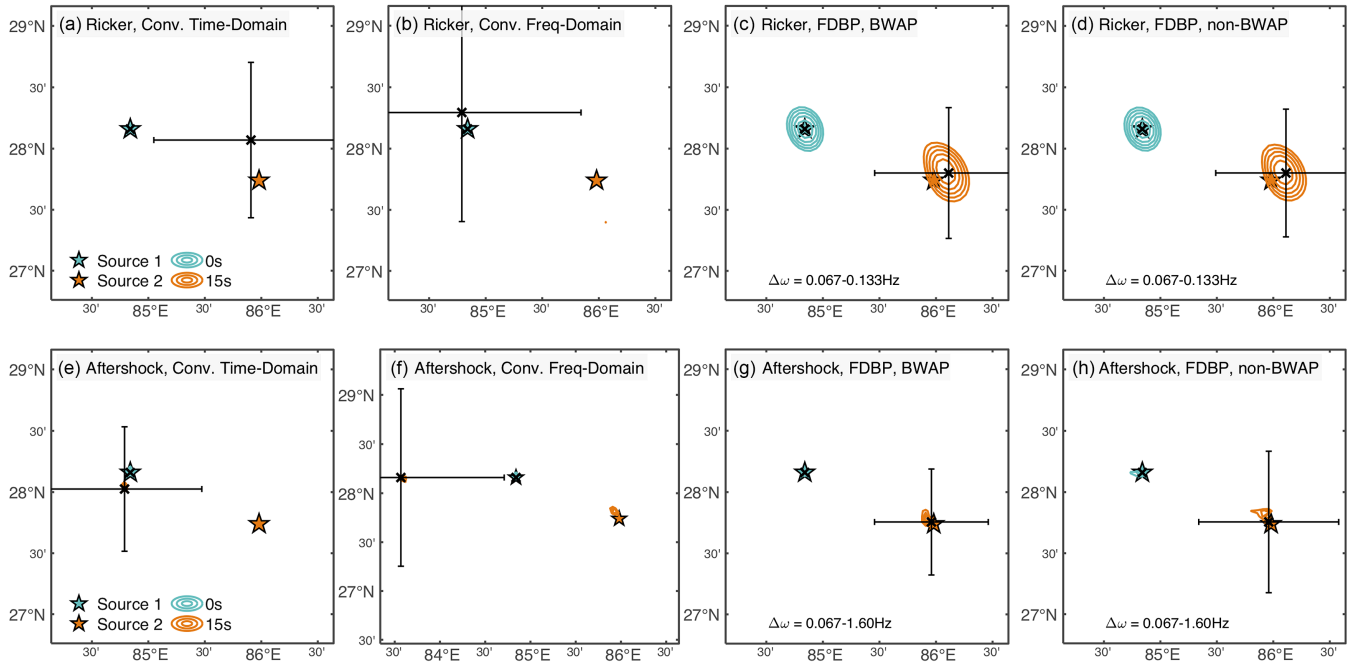 (a) Ricker, Conv. Time-Domain
29°N
30'
28°N
30'
27°N
Source 1 0s
Source 2 15s
30' 85°E 30' 86°E 30'
(b) Ricker, Conv. Freq-Domain
29°N
30'
28°N
30'
27°N
30' 85°E 30' 86°E 30'
(c) Ricker, FDBP, BWAP
29°N
30'
28°N
30'
27°N
Δω = 0.067-0.133Hz
30' 85°E 30' 86°E 30'
(d) Ricker, FDBP, non-BWAP
29°N
30'
28°N
30'
27°N
Δω = 0.067-0.133Hz
30' 85°E 30' 86°E 30'
(e) Aftershock, Conv. Time-Domain
29°N
30'
28°N
30'
27°N
Source 1 0s
Source 2 15s
30' 85°E 30' 86°E 30'
(f) Aftershock, Conv. Freq-Domain
29°N
30'
28°N
30'
27°N
30'
30' 84°E 30' 85°E 30' 86°E 30'
(g) Aftershock, FDBP, BWAP
29°N
30'
28°N
30'
27°N
Δω = 0.067-1.60Hz
30' 85°E 30' 86°E 30'
(h) Aftershock, FDBP, non-BWAP
29°N
30'
28°N
30'
27°N
Δω = 0.067-1.60Hz
30' 85°E 30' 86°E 30'